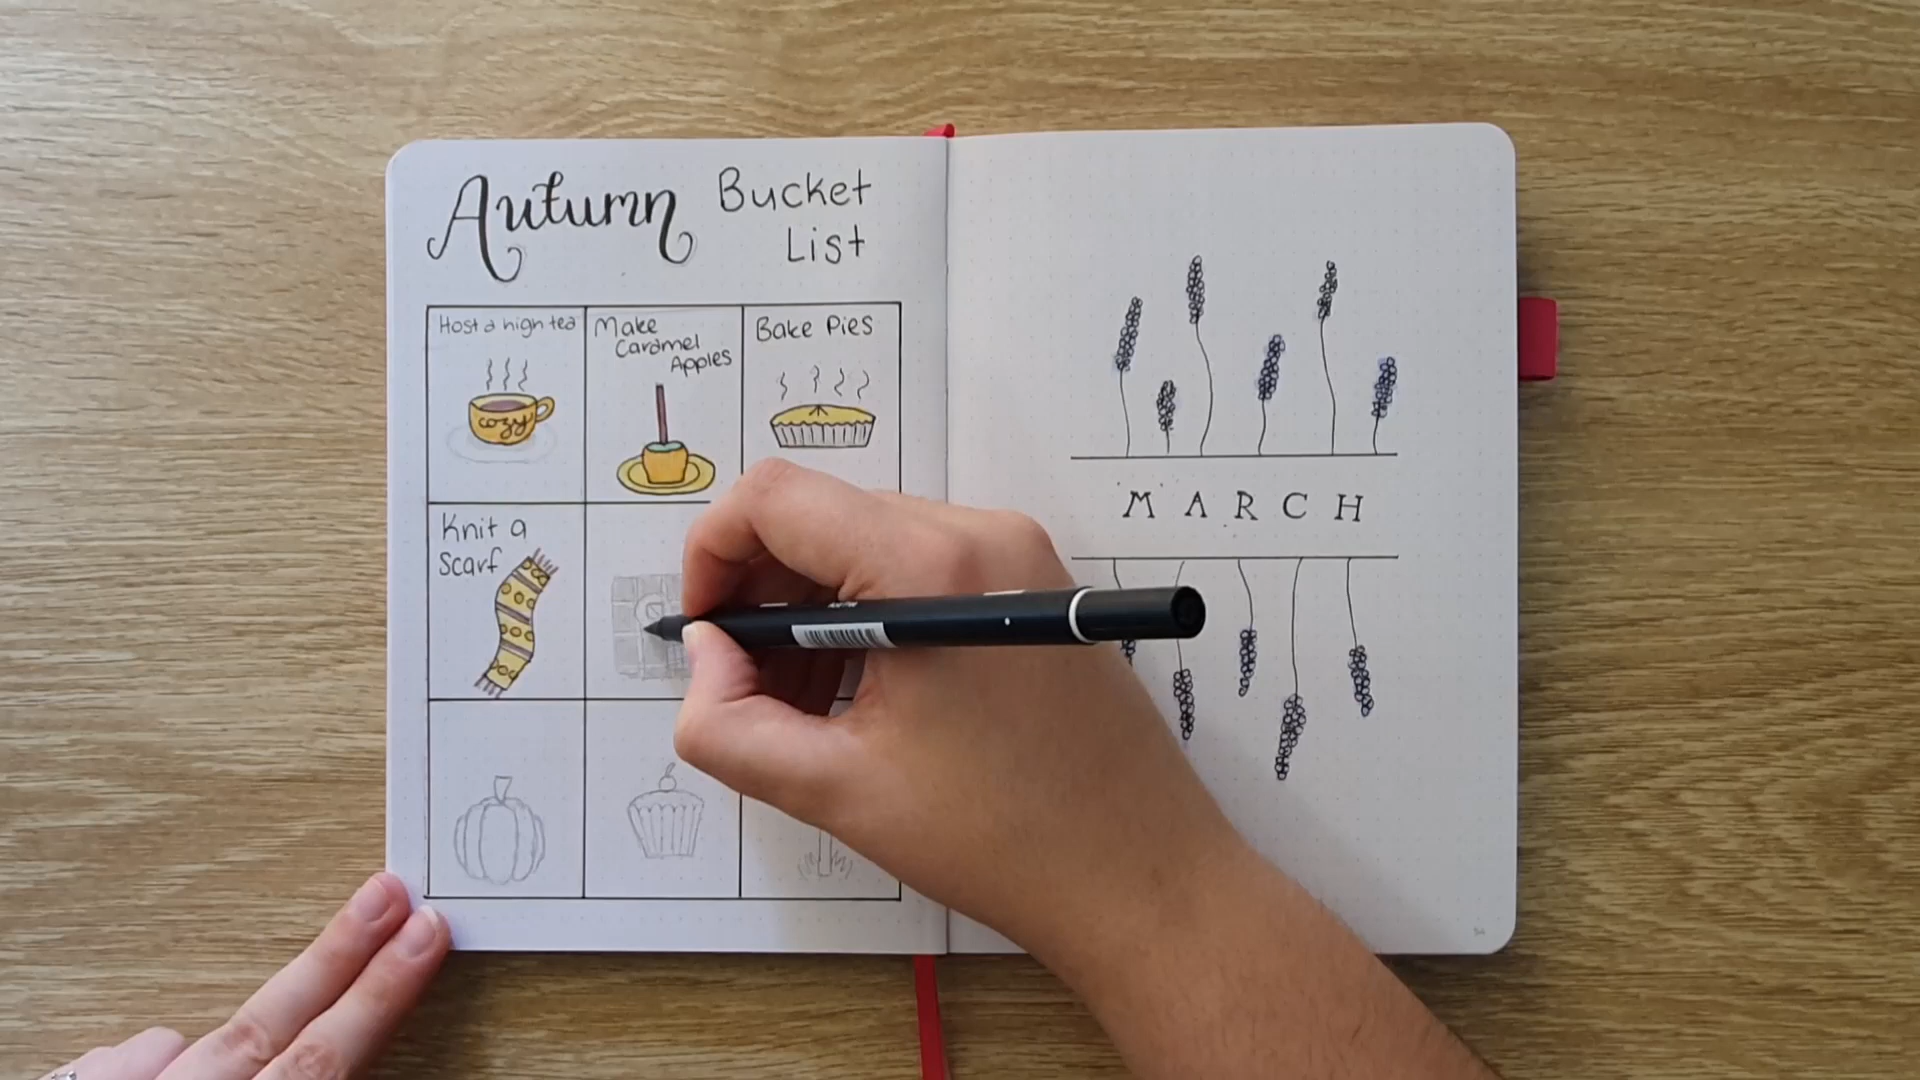 Autumn Bucket
List
Host a high tea
Make
Caramel
Apples
Bake Pies
cozy
Knit a
Scarf
MARCH